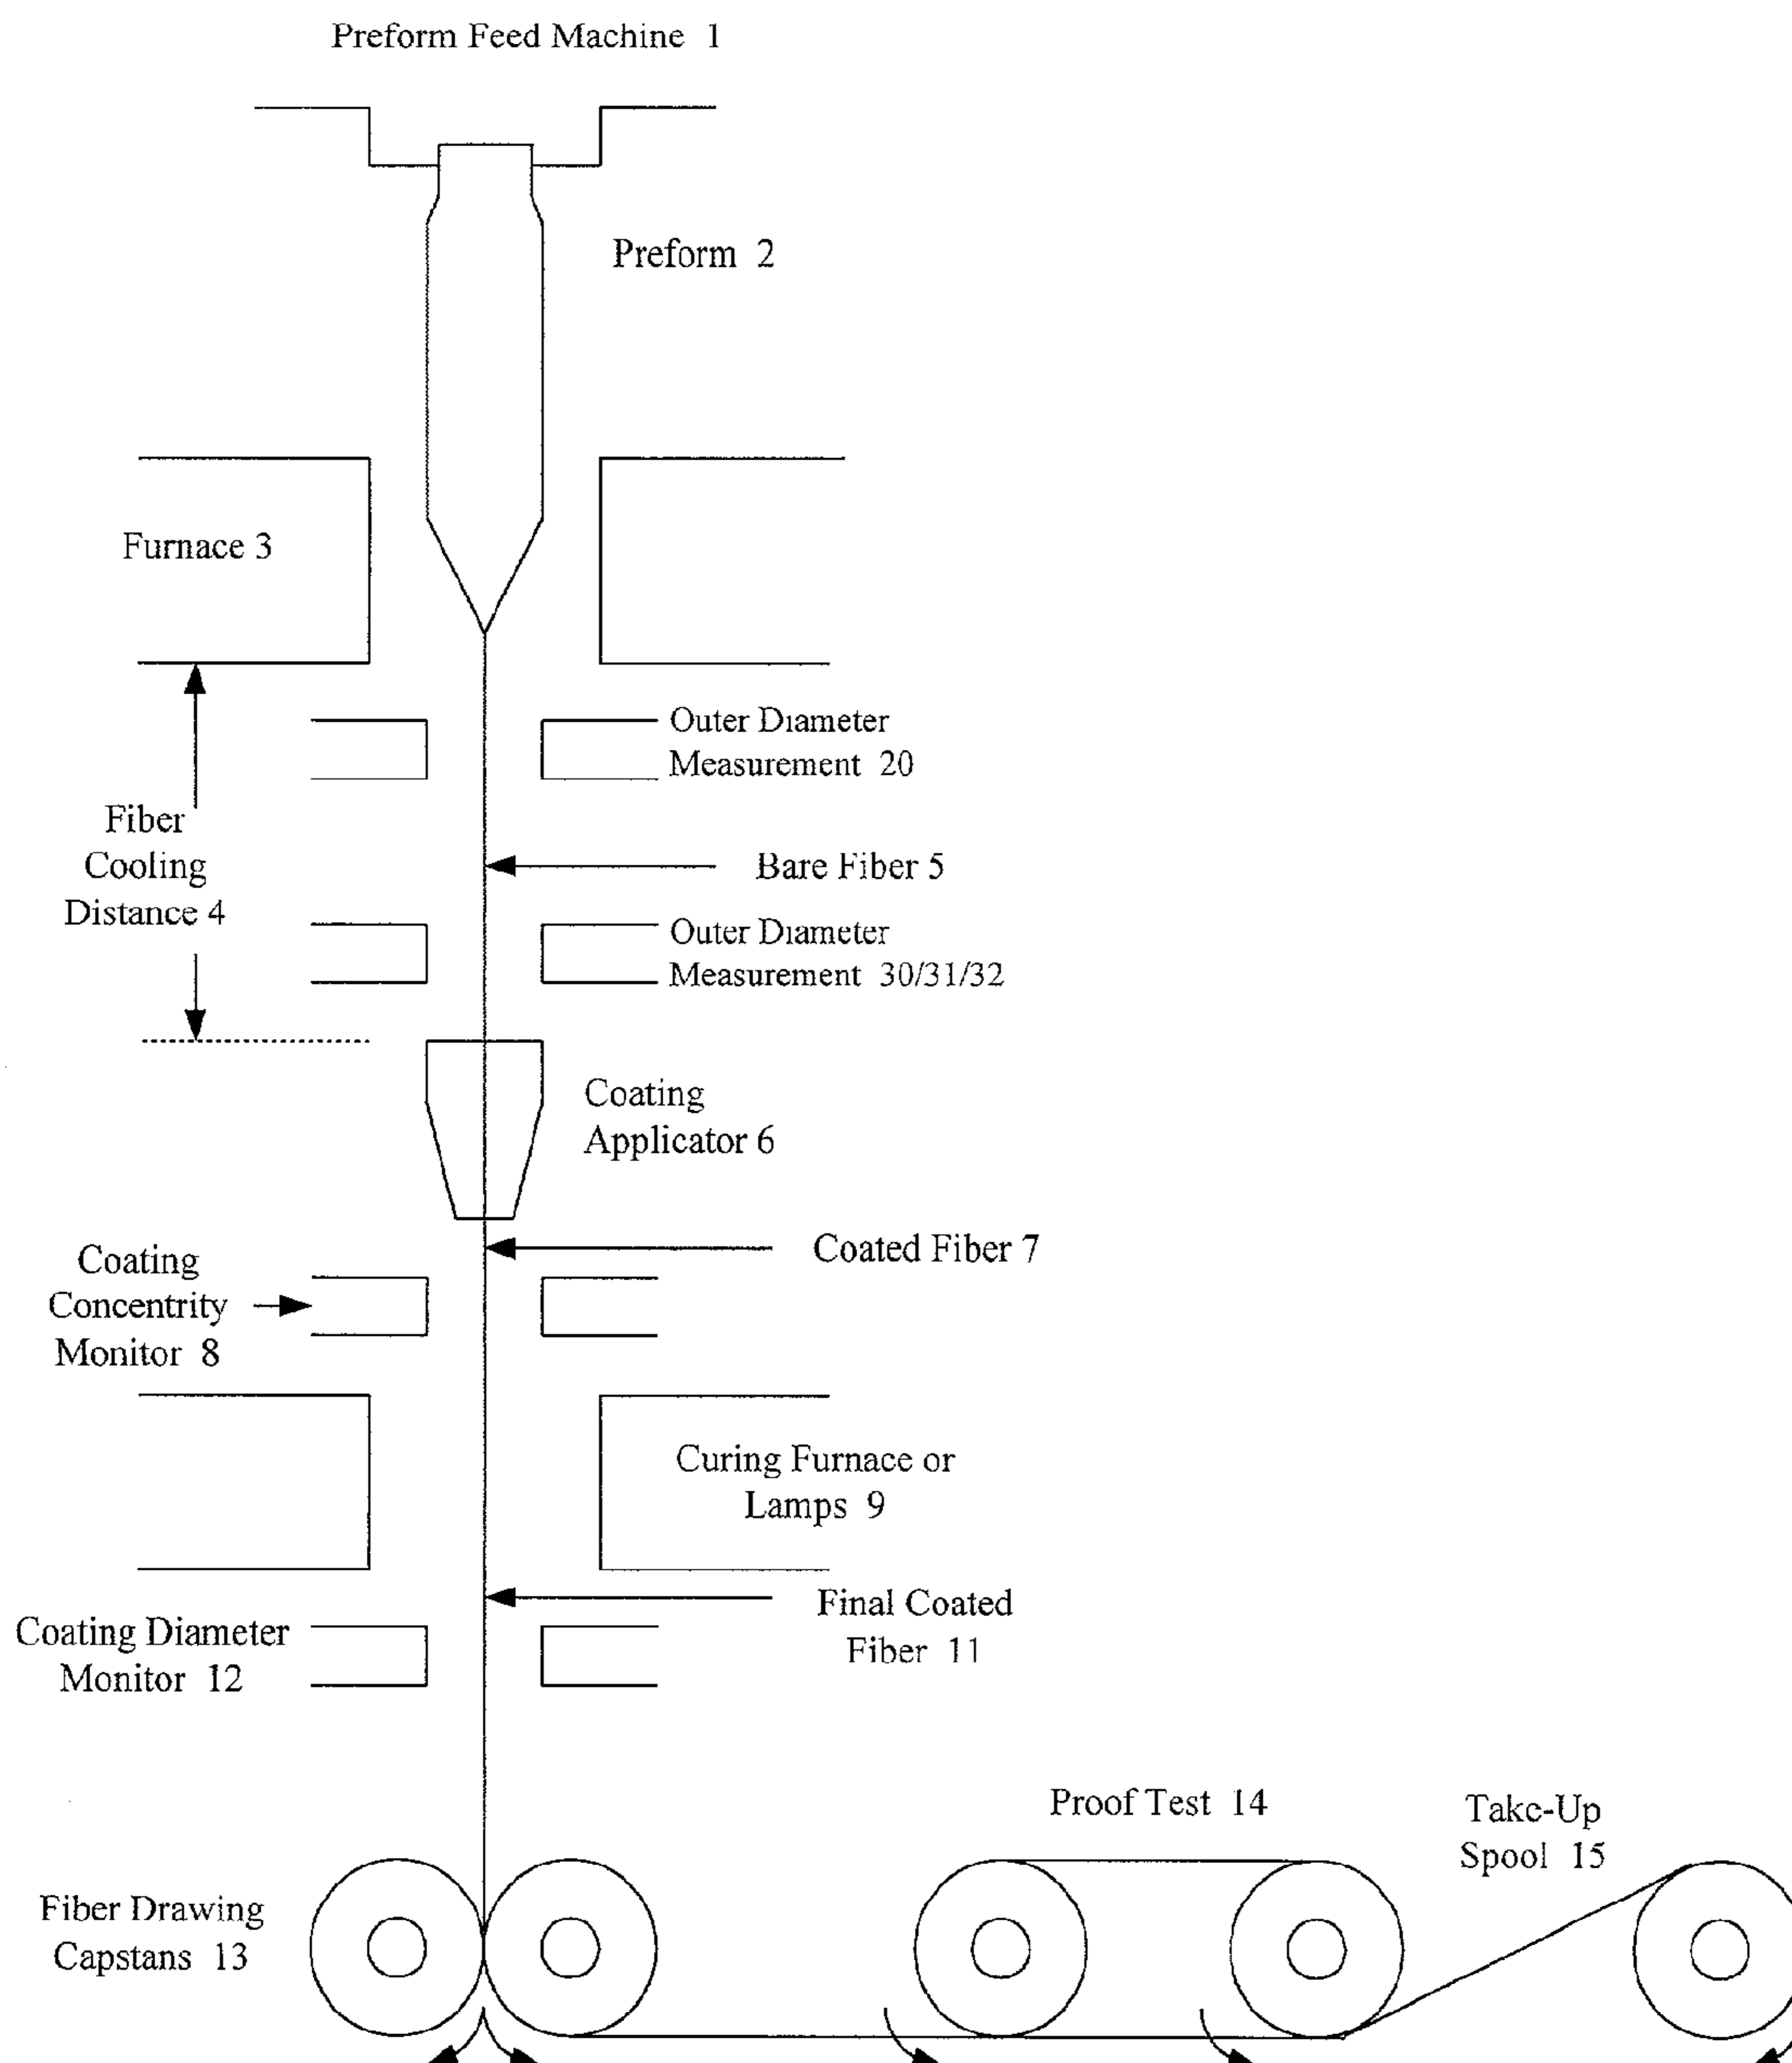 Preform Feed Machine 1
Preform 2
Furnace 3
Outer Diameter
Measurement 20
Fiber
Cooling
Distance 4
Bare Fiber 5
Outer Diameter
Measurement 30/31/32
Coating
Applicator 6
Coated Fiber 7
Coating
Concentrity
Monitor 8
Curing Furnace or
Lamps 9
Final Coated
Fiber 11
Coating Diameter
Monitor 12
Proof Test 14
Take-Up
Spool 15
Fiber Drawing
Capstans 13